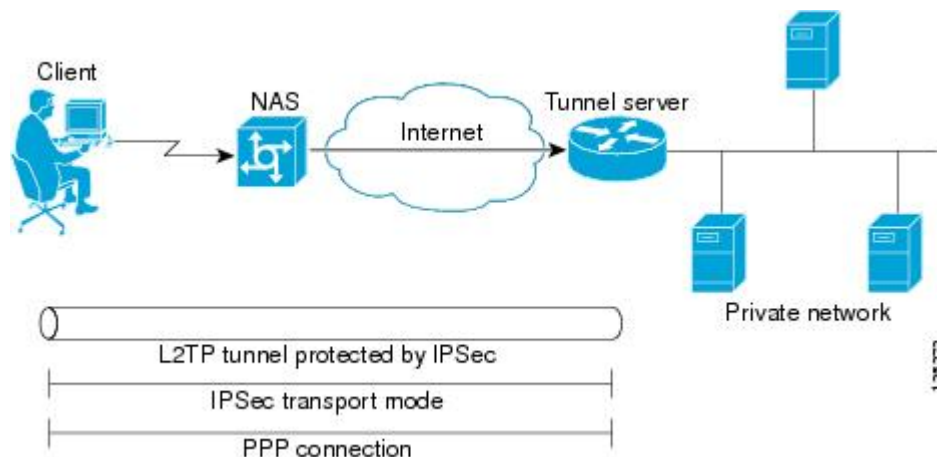 Client
NAS
Internet
Tunnel server
Private network
L2TP tunnel protected by IPSec
IPSec transport mode
PPP connection